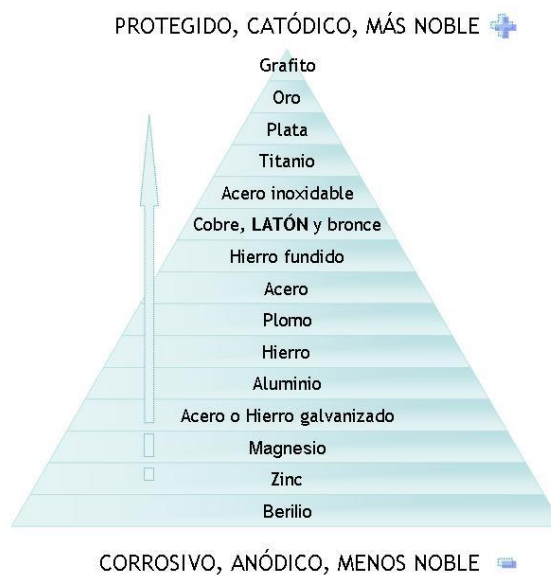 PROTEGIDO, CATÓDICO, MÁS NOBLE
Grafito
Oro
Plata
Titanio
Acero inoxidable
Cobre, LATÓN y bronce
Hierro fundido
Acero
Plomo
Hierro
Aluminio
Acero o Hierro galvanizado
Magnesio
Zinc
Berilio
CORROSIVO, ANÓDICO, MENOS NOBLE